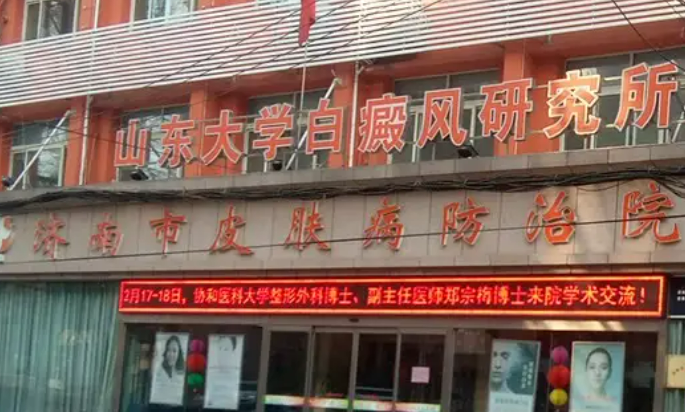 山东大学白癜风研究所
济南市皮肤病防治院
2月17-18日，协和医科大学整形外科博士、副主任医师郑宗梅博士来院学术交流！